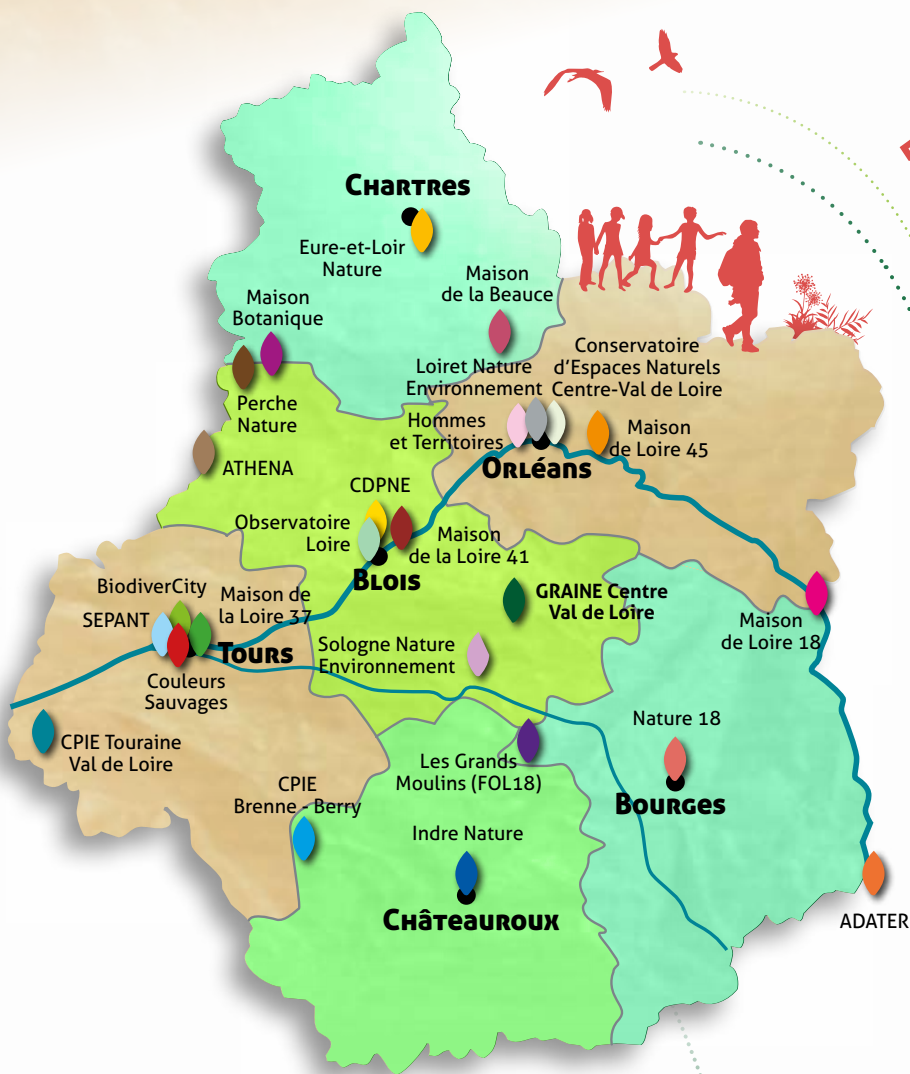 Chartres
Eure-et-Loir
Nature
Maison
de la Beauce
Maison
Botanique
Loiret Nature
Environnement
Conservatoire
d'Espaces Naturels
Centre-Val de Loire
Perche
Nature
Hommes
et Territoires
Maison
de Loire 45
Orléans
ATHENA
CDPNE
Observatoire
Loire
Maison
de la Loire 41
Blois
BiodiverCity
SEPANT
Maison de
la Loire 37
GRAINE Centre
Val de Loire
Maison
de Loire 18
Tours
Sologne Nature
Environnement
Couleurs
Sauvages
CPIE Touraine
Val de Loire
Nature 18
Les Grands
Moulins (FOL18)
Bourges
CPIE
Brenne - Berry
Indre Nature
Châteauroux
ADATER